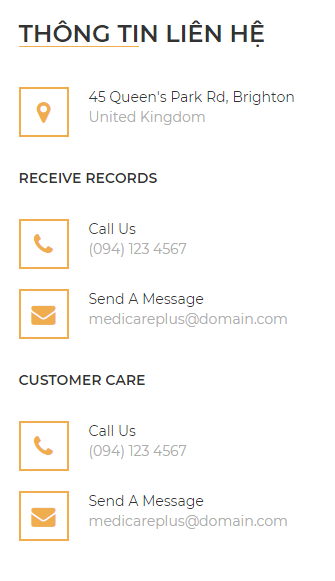 THÔNG TIN LIÊN HỆ
45 Queen's Park Rd, Brighton
United Kingdom
RECEIVE RECORDS
Call Us
(094) 123 4567
Send A Message
medicareplus@domain.com
CUSTOMER CARE
Call Us
(094) 123 4567
Send A Message
medicareplus@domain.com